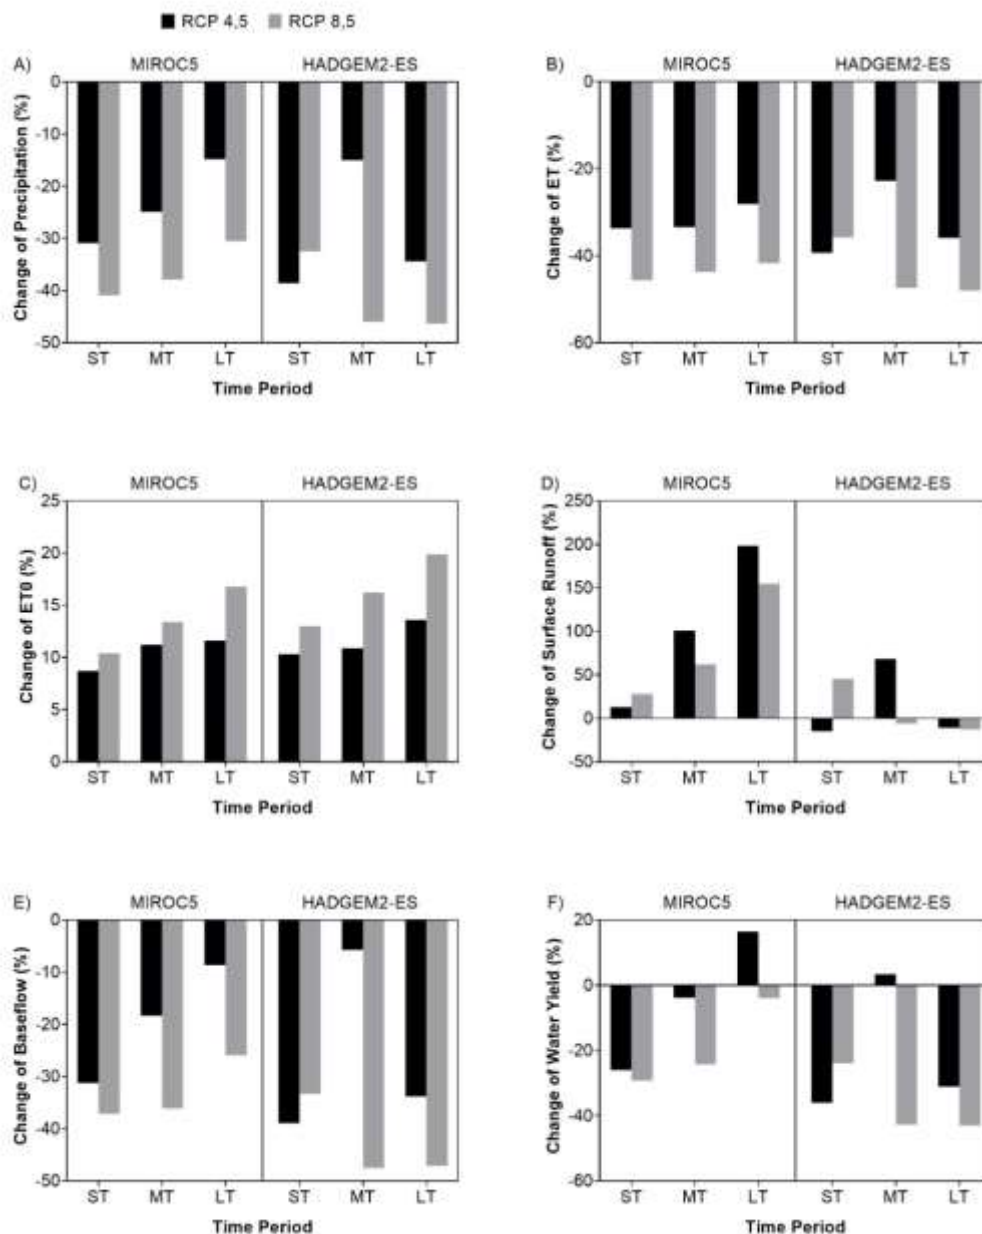 RCP 4,5 RCP 8,5
A) MIROC5 HADGEM2-ES
0
-10
-20
-30
-40
-50
Change of Precipitation (%)
ST MT LT ST MT LT
Time Period
B) MIROC5 HADGEM2-ES
0
-20
-40
-60
Change of ET (%)
ST MT LT ST MT LT
Time Period
C) MIROC5 HADGEM2-ES
25
20
15
10
5
0
Change of ET0 (%)
ST MT LT ST MT LT
Time Period
D) MIROC5 HADGEM2-ES
250
200
150
100
50
0
-50
Change of Surface Runoff (%)
ST MT LT ST MT LT
Time Period
E) MIROC5 HADGEM2-ES
0
-10
-20
-30
-40
-50
Change of Baseflow (%)
ST MT LT ST MT LT
Time Period
F) MIROC5 HADGEM2-ES
20
0
-20
-40
-60
Change of Water Yield (%)
ST MT LT ST MT LT
Time Period